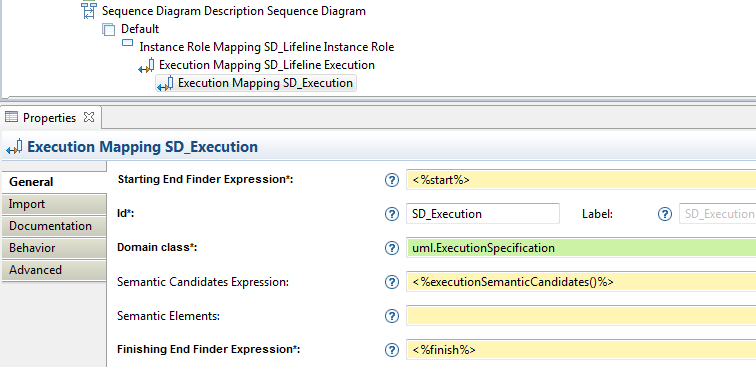 Sequence Diagram Description Sequence Diagram
Default
Instance Role Mapping SD_Lifeline Instance Role
Execution Mapping SD_Lifeline Execution
Execution Mapping SD_Execution
Properties
Execution Mapping SD_Execution
General
Import
Documentation
Behavior
Advanced
Starting End Finder Expression*: ? <%start%>
Id*: ? SD_Execution Label: ? SD_Execution
Domain class*: ? uml.ExecutionSpecification
Semantic Candidates Expression: ? <%executionSemanticCandidates()%>
Semantic Elements: ?
Finishing End Finder Expression*: ? <%finish%>